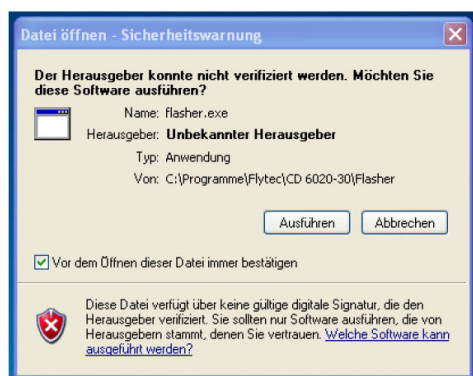 Datei öffnen - Sicherheitswarnung
Der Herausgeber konnte nicht verifiziert werden. Möchten Sie
diese Software ausführen?
Name: flasher.exe
Herausgeber: Unbekannter Herausgeber
Typ: Anwendung
Von: C:\Programme\Flytec\CD 6020-30\Flasher
Ausführen Abbrechen
Vor dem Öffnen dieser Datei immer bestätigen
Diese Datei verfügt über keine gültige digitale Signatur, die den
Herausgeber verifiziert. Sie sollten nur Software ausführen, die von
Herausgebern stammt, denen Sie vertrauen. Welche Software kann
ausgeführt werden?